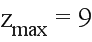 z_max = 9